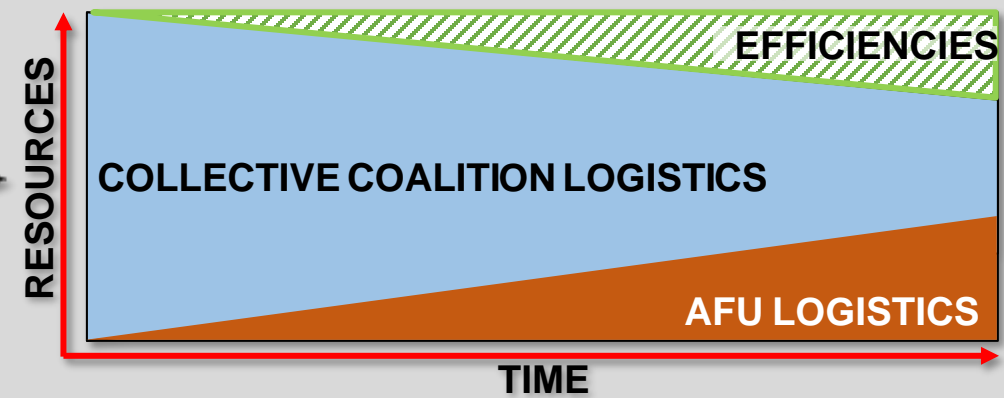 EFFICIENCIES
RESOURCES
COLLECTIVE COALITION LOGISTICS
AFU LOGISTICS
TIME